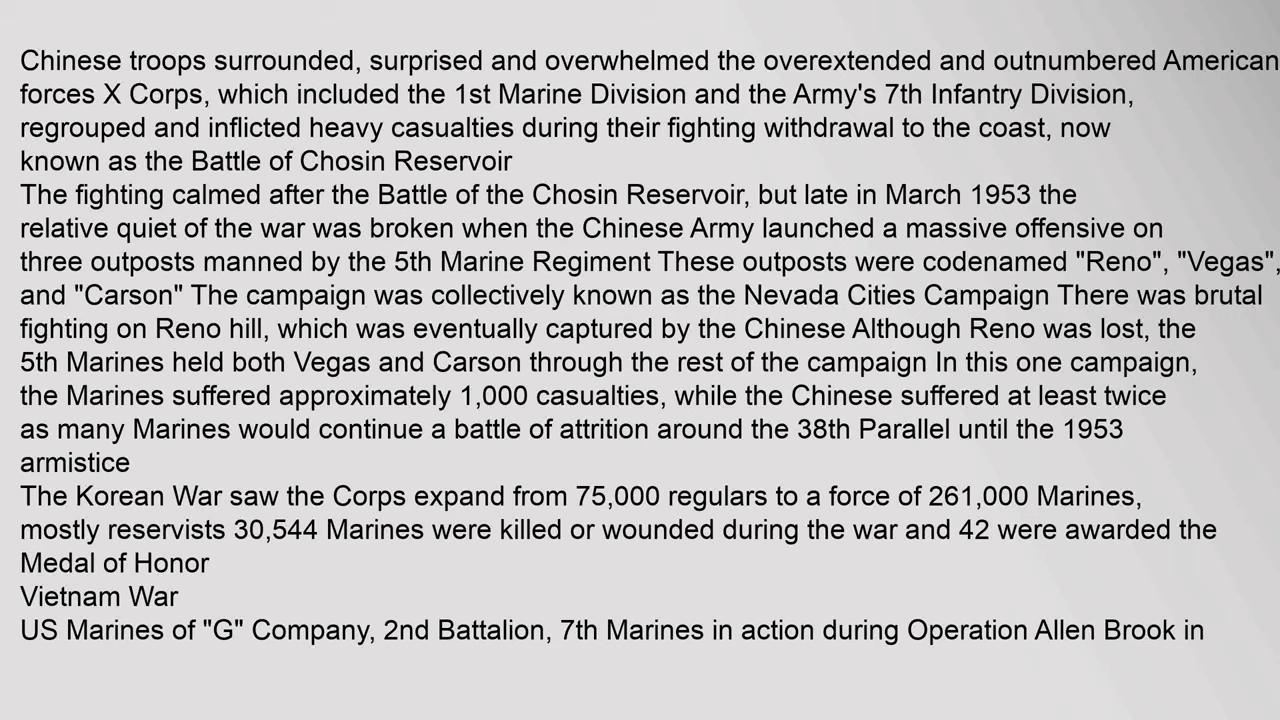 Chinese troops surrounded, surprised and overwhelmed the overextended and outnumbered American
forces X Corps, which included the 1st Marine Division and the Army's 7th Infantry Division,
regrouped and inflicted heavy casualties during their fighting withdrawal to the coast, now
known as the Battle of Chosin Reservoir
The fighting calmed after the Battle of the Chosin Reservoir, but late in March 1953 the
relative quiet of the war was broken when the Chinese Army launched a massive offensive on
three outposts manned by the 5th Marine Regiment These outposts were codenamed "Reno", "Vegas",
and "Carson" The campaign was collectively known as the Nevada Cities Campaign There was brutal
fighting on Reno hill, which was eventually captured by the Chinese Although Reno was lost, the
5th Marines held both Vegas and Carson through the rest of the campaign In this one campaign,
the Marines suffered approximately 1,000 casualties, while the Chinese suffered at least twice
as many Marines would continue a battle of attrition around the 38th Parallel until the 1953
armistice
The Korean War saw the Corps expand from 75,000 regulars to a force of 261,000 Marines,
mostly reservists 30,544 Marines were killed or wounded during the war and 42 were awarded the
Medal of Honor
Vietnam War
US Marines of "G" Company, 2nd Battalion, 7th Marines in action during Operation Allen Brook in